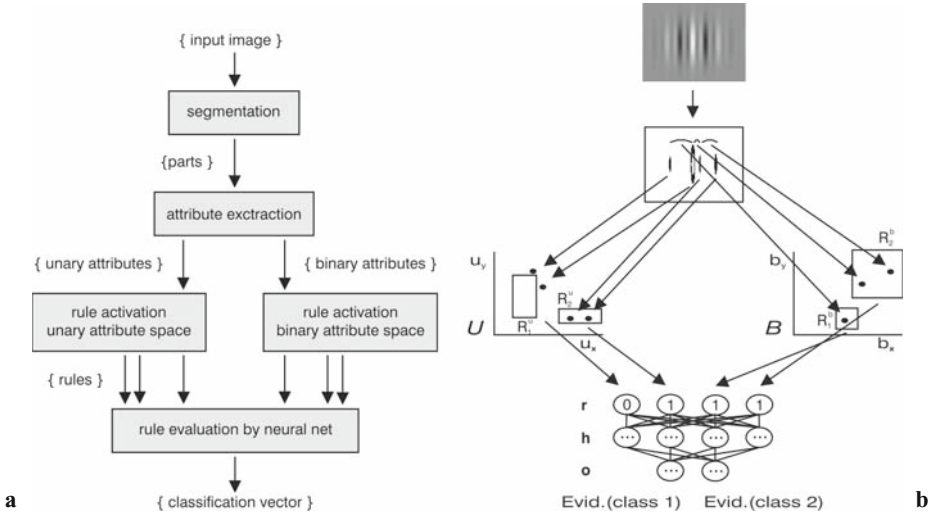 { input image }
segmentation
{parts }
attribute exctraction
{ unary attributes }
{ binary attributes }
rule activation
unary attribute space
rule activation
binary attribute space
{ rules }
rule evaluation by neural net
{ classification vector }
a
u_y
R_1^u
R_2^u
U
u_x
b_y
R_2^b
R_1^b
B
b_x
r
0
1
1
1
h
...
...
...
...
o
...
...
Evid.(class 1)
Evid.(class 2)
b